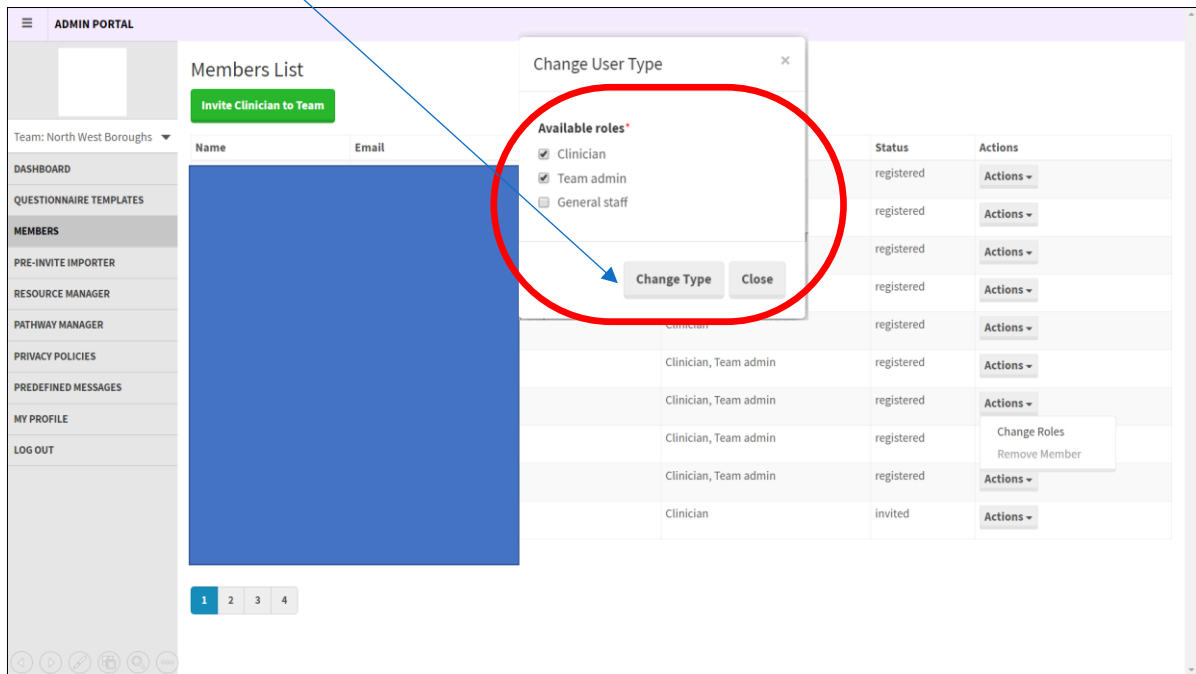 ADMIN PORTAL
Team: North West Boroughs
DASHBOARD
QUESTIONNAIRE TEMPLATES
MEMBERS
PRE-INVITE IMPORTER
RESOURCE MANAGER
PATHWAY MANAGER
PRIVACY POLICIES
PREDEFINED MESSAGES
MY PROFILE
LOG OUT
Members List
Invite Clinician to Team
Change User Type ×
Available roles*
Clinician
Team admin
General staff
Change Type Close
Name Email Status Actions
registered Actions
registered Actions
registered Actions
registered Actions
Clinician registered Actions
Clinician, Team admin registered Actions
Clinician, Team admin registered Actions
Change Roles
Remove Member
Clinician, Team admin registered
Clinician, Team admin registered Actions
Clinician invited Actions
1 2 3 4